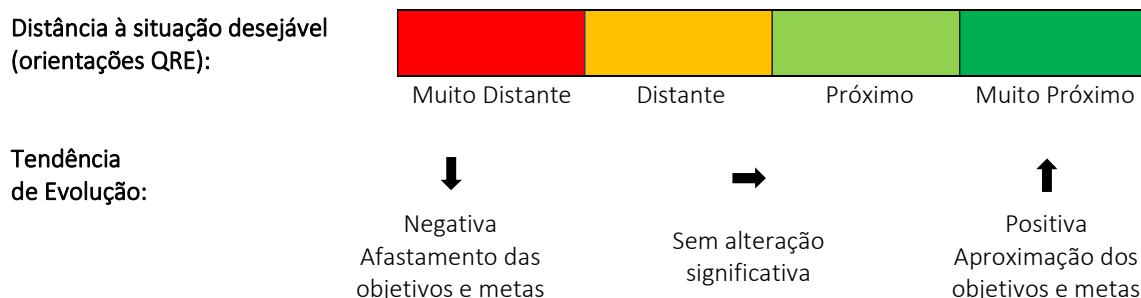 Distância à situação desejável
(orientações QRE):
Muito Distante
Distante
Próximo
Muito Próximo
Tendência
de Evolução:
Negativa
Afastamento das
objetivos e metas
Sem alteração
significativa
Positiva
Aproximação dos
objetivos e metas